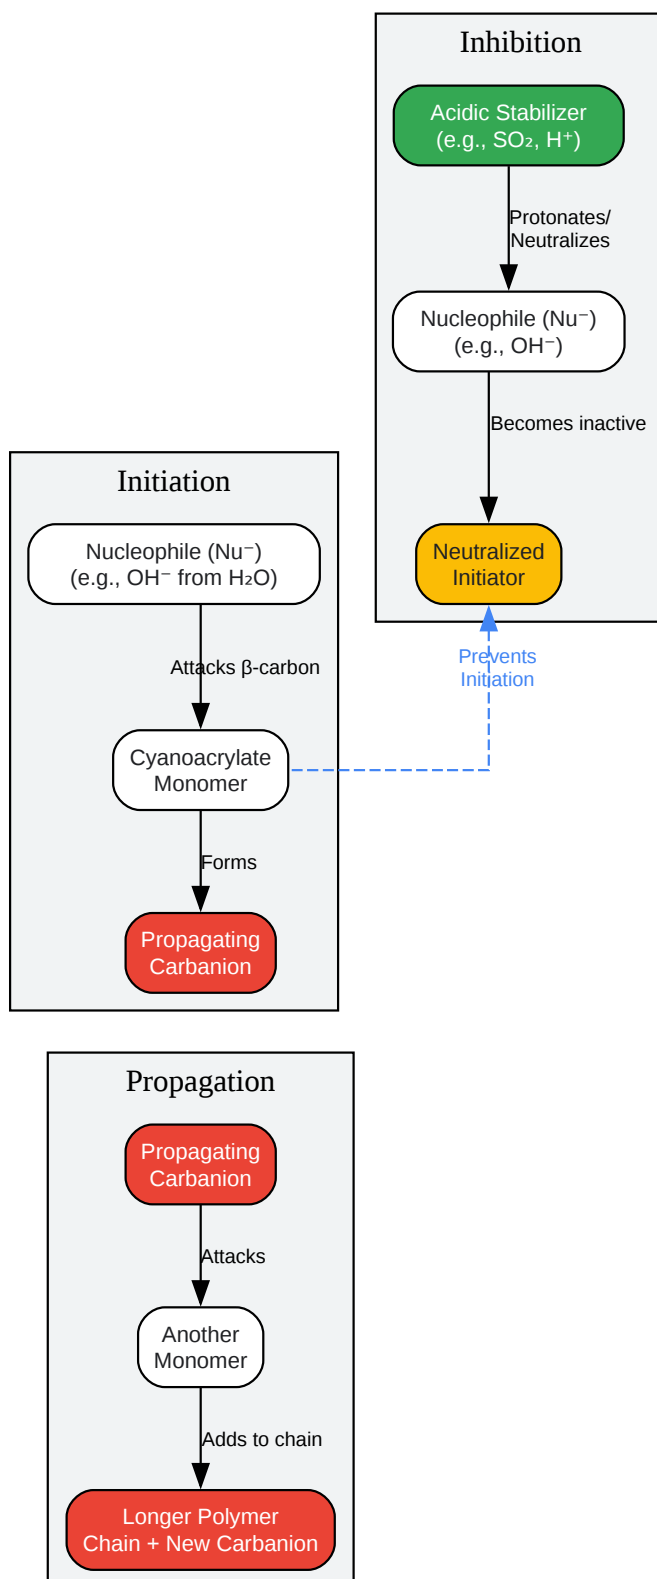 Inhibition
Acidic Stabilizer
(e.g., SO₂, H⁺)
Protonates/
Neutralizes
Nucleophile (Nu⁻)
(e.g., OH⁻)
Becomes inactive
Neutralized
Initiator
Prevents
Initiation
Initiation
Nucleophile (Nu⁻)
(e.g., OH⁻ from H₂O)
Attacks β-carbon
Cyanoacrylate
Monomer
Forms
Propagating
Carbanion
Propagation
Propagating
Carbanion
Attacks
Another
Monomer
Adds to chain
Longer Polymer
Chain + New Carbanion